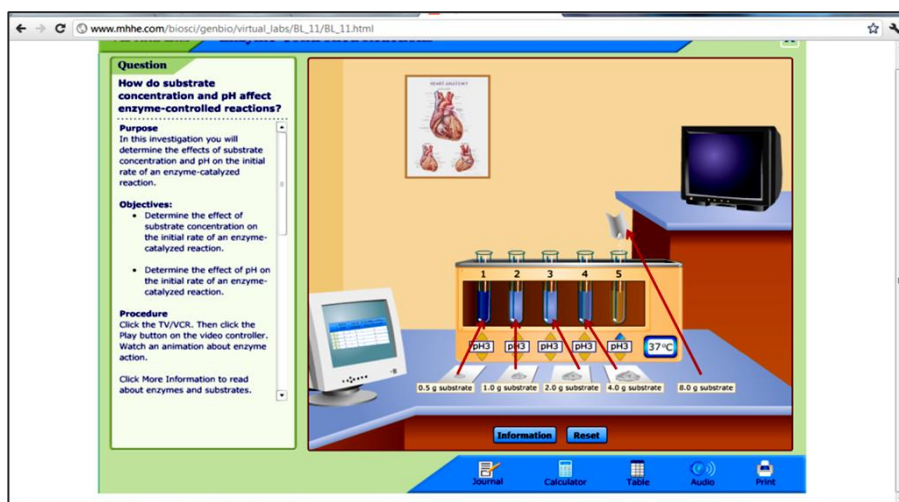 www.mhhe.com/biosci/genbio/virtual_labs/BL_11/BL_11.html
Question
How do substrate
concentration and pH affect
enzyme-controlled reactions?
Purpose
In this investigation you will
determine the effects of substrate
concentration and pH on the initial
rate of an enzyme-catalyzed
reaction.
Objectives:
• Determine the effect of
substrate concentration on
the initial rate of an enzyme-
catalyzed reaction.
• Determine the effect of pH on
the initial rate of an enzyme-
catalyzed reaction.
Procedure
Click the TV/VCR. Then click the
Play button on the video controller.
Watch an animation about enzyme
action.
Click More Information to read
about enzymes and substrates.
HEART ANATOMY
1 2 3 4 5
pH3 pH3 pH3 pH3 pH3 37°C
0.5 g substrate 1.0 g substrate 2.0 g substrate 4.0 g substrate 8.0 g substrate
Information Reset
Journal Calculator Table Audio Print